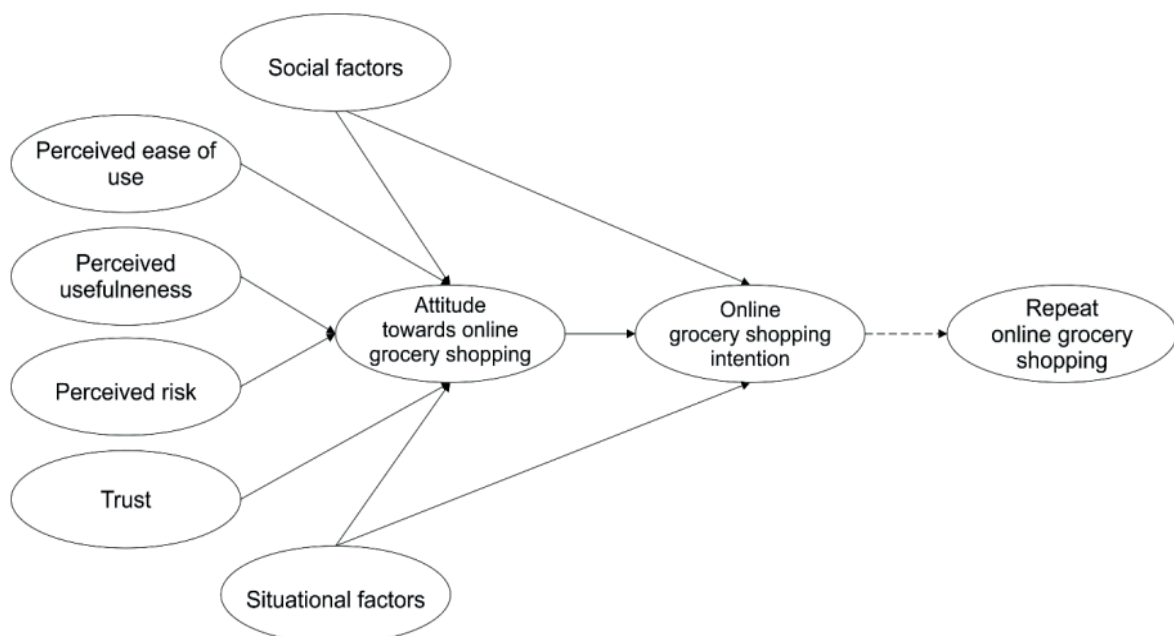 Social factors
Perceived ease of
use
Perceived
usefulneness
Perceived risk
Trust
Situational factors
Attitude
towards online
grocery shopping
Online
grocery shopping
intention
Repeat
online grocery
shopping